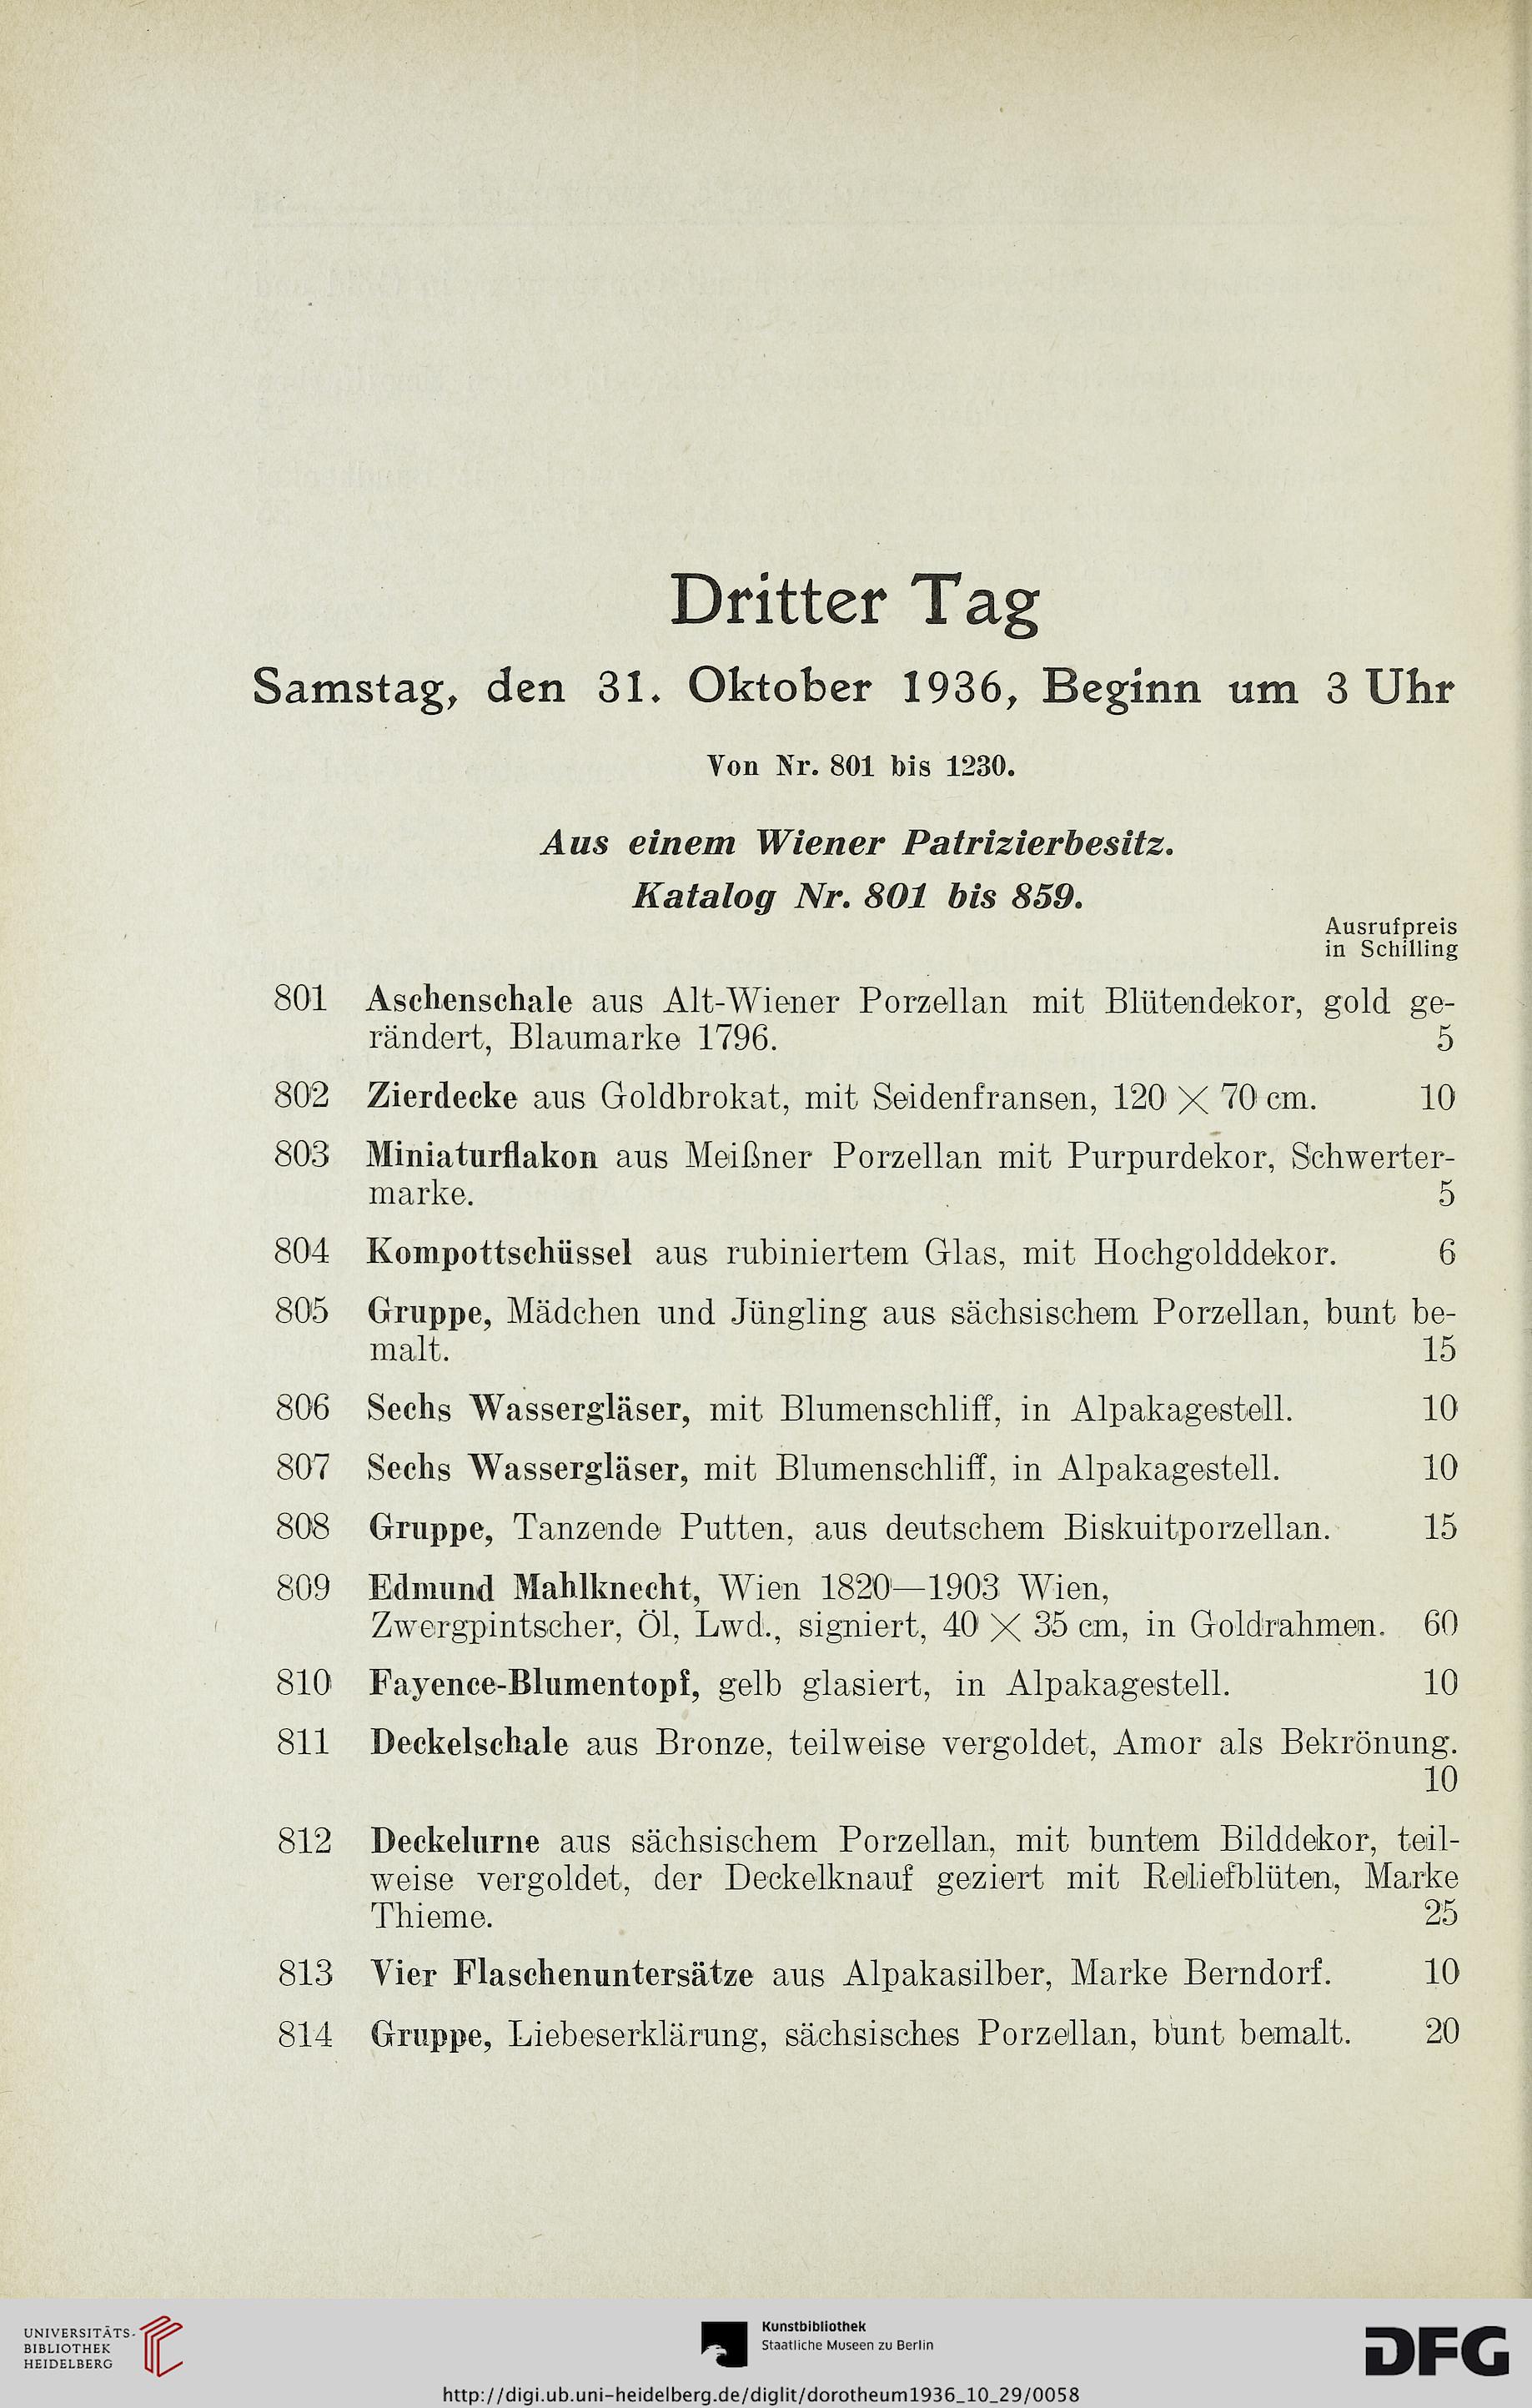 Dritter Tag
Samstag, den 31. Oktober 1936, Beginn um 3 Uhr
Von Nr. 801 bis 1230.
Aus einem Wiener Patrizierbesitz.
Katalog Nr. 801 bis 859.
Ausrufpreis
in Schilling
801 Aschenschale aus Alt-Wiener Porzellan mit Blütendekor, gold ge-
rändert, Blaumarke 1796. 5
802 Zierdecke aus Goldbrokat, mit Seidenfransen, 120 × 70 cm. 10
803 Miniaturflakon aus Meißner Porzellan mit Purpurdekor, Schwerter-
marke. 5
804 Kompottschüssel aus rubiniertem Glas, mit Hochgolddekor. 6
805 Gruppe, Mädchen und Jüngling aus sächsischem Porzellan, bunt be-
malt. 15
806 Sechs Wassergläser, mit Blumenschliff, in Alpakagestell. 10
807 Sechs Wassergläser, mit Blumenschliff, in Alpakagestell. 10
808 Gruppe, Tanzende Putten, aus deutschem Biskuitporzellan. 15
809 Edmund Mahlknecht, Wien 1820—1903 Wien,
Zwergpintscher, Öl, Lwd., signiert, 40 × 35 cm, in Goldrahmen. 60
810 Fayence-Blumentopf, gelb glasiert, in Alpakagestell. 10
811 Deckelschale aus Bronze, teilweise vergoldet, Amor als Bekrönung.
10
812 Deckelurne aus sächsischem Porzellan, mit buntem Bilddekor, teil-
weise vergoldet, der Deckelknauf geziert mit Reliefblüten, Marke
Thieme. 25
813 Vier Flaschenuntersätze aus Alpakasilber, Marke Berndorf. 10
814 Gruppe, Liebeserklärung, sächsisches Porzellan, bunt bemalt. 20
UNIVERSITÄTS-
BIBLIOTHEK
HEIDELBERG
Kunstbibliothek
Staatliche Museen zu Berlin
DFG
http://digi.ub.uni-heidelberg.de/diglit/dorotheum1936_10_29/0058